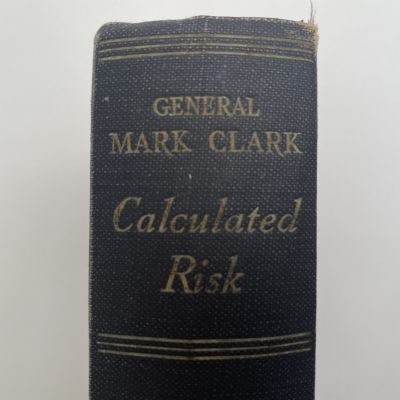 GENERAL
MARK CLARK
Calculated
Risk